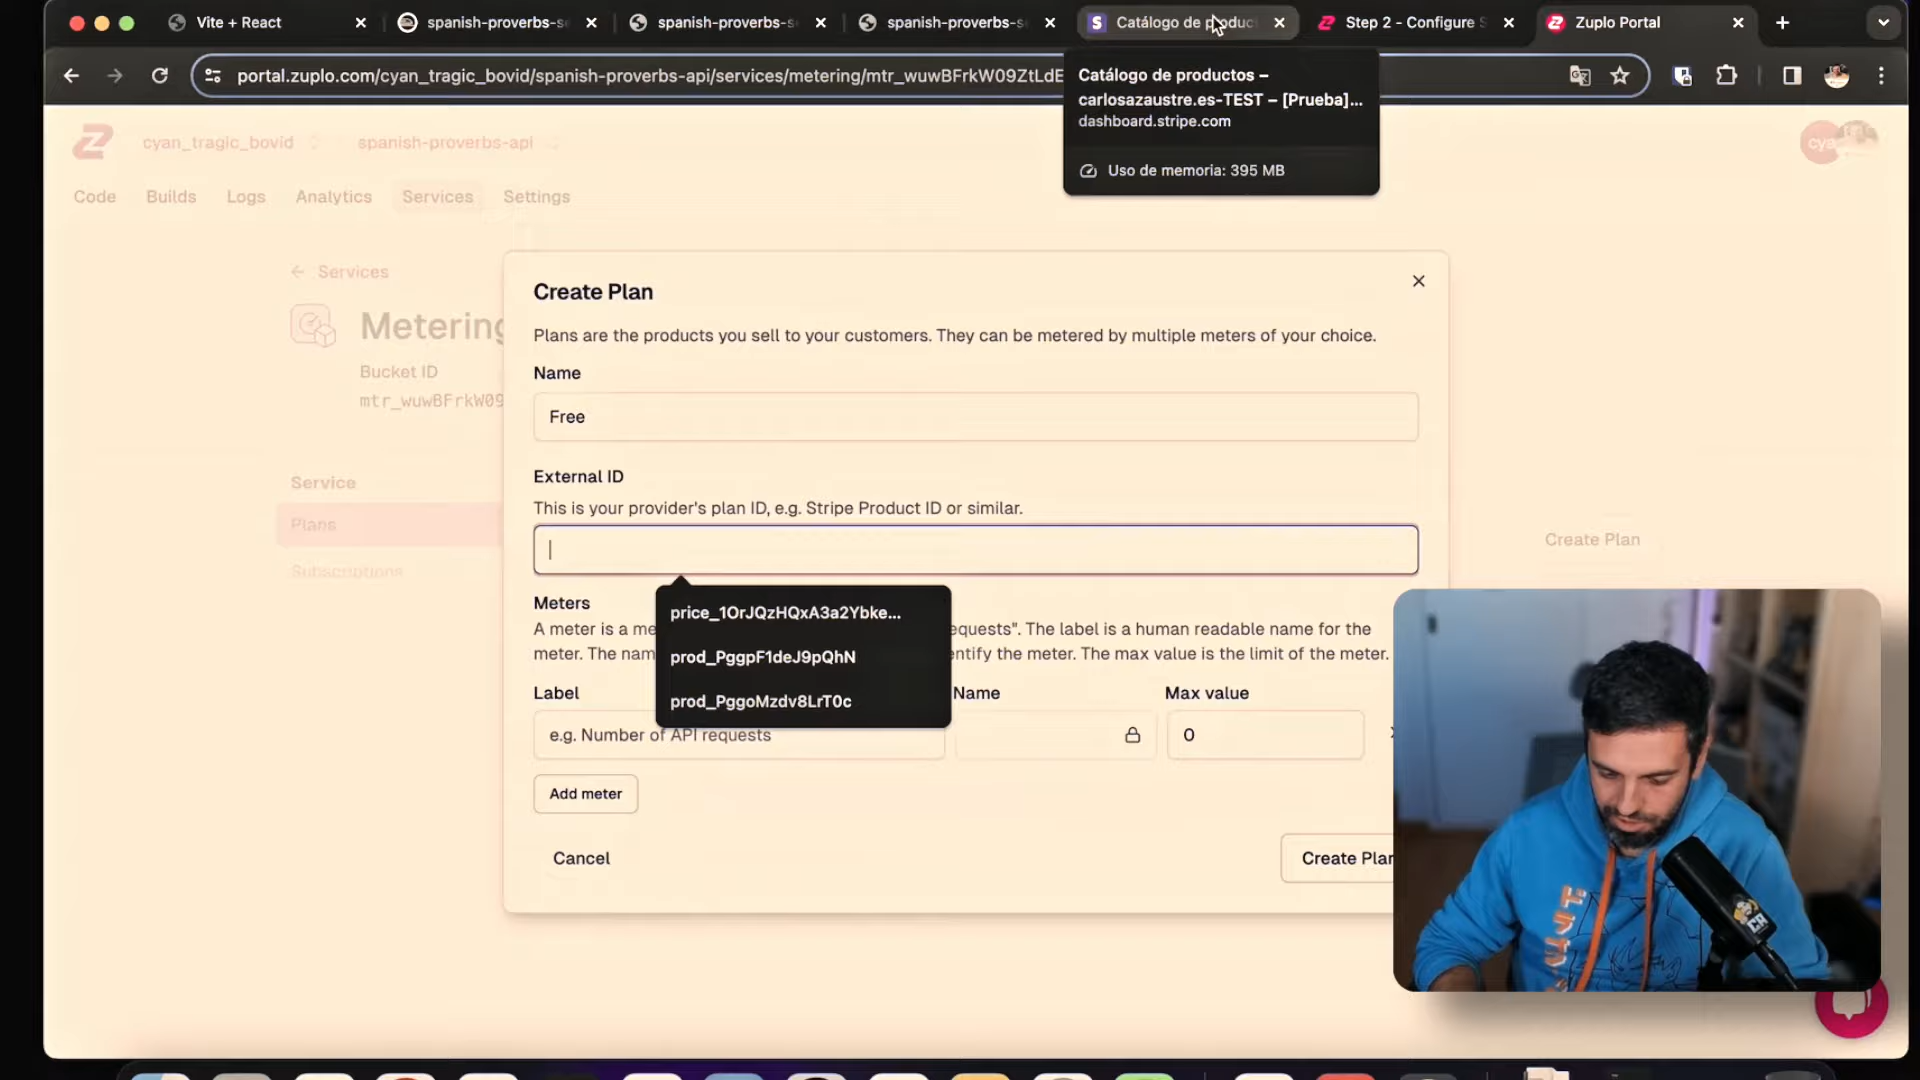 Vite + React
spanish-proverbs-s
spanish-proverbs-s
spanish-proverbs-s
Catálogo de produc
Step 2 - Configure S
Zuplo Portal
portal.zuplo.com/cyan_tragic_bovid/spanish-proverbs-api/services/metering/mtr_wuwBFrkW09ZtLdE
Catálogo de productos –
carlosazaustre.es-TEST – [Prueba]...
dashboard.stripe.com
Uso de memoria: 395 MB
cyan_tragic_bovid
spanish-proverbs-api
cya
Code
Builds
Logs
Analytics
Services
Settings
Services
Metering
Bucket ID
mtr_wuwBFrkW09
Service
Plans
Subscriptions
Create Plan
Create Plan
Plans are the products you sell to your customers. They can be metered by multiple meters of your choice.
Name
Free
External ID
This is your provider's plan ID, e.g. Stripe Product ID or similar.
price_1OrJQzHQxA3a2Ybke...
prod_PggpF1deJ9pQhN
prod_PggoMzdv8LrT0c
Meters
A meter is a me equests". The label is a human readable name for the
meter. The nam entify the meter. The max value is the limit of the meter.
Label
Name
Max value
e.g. Number of API requests
0
Add meter
Cancel
Create Plan